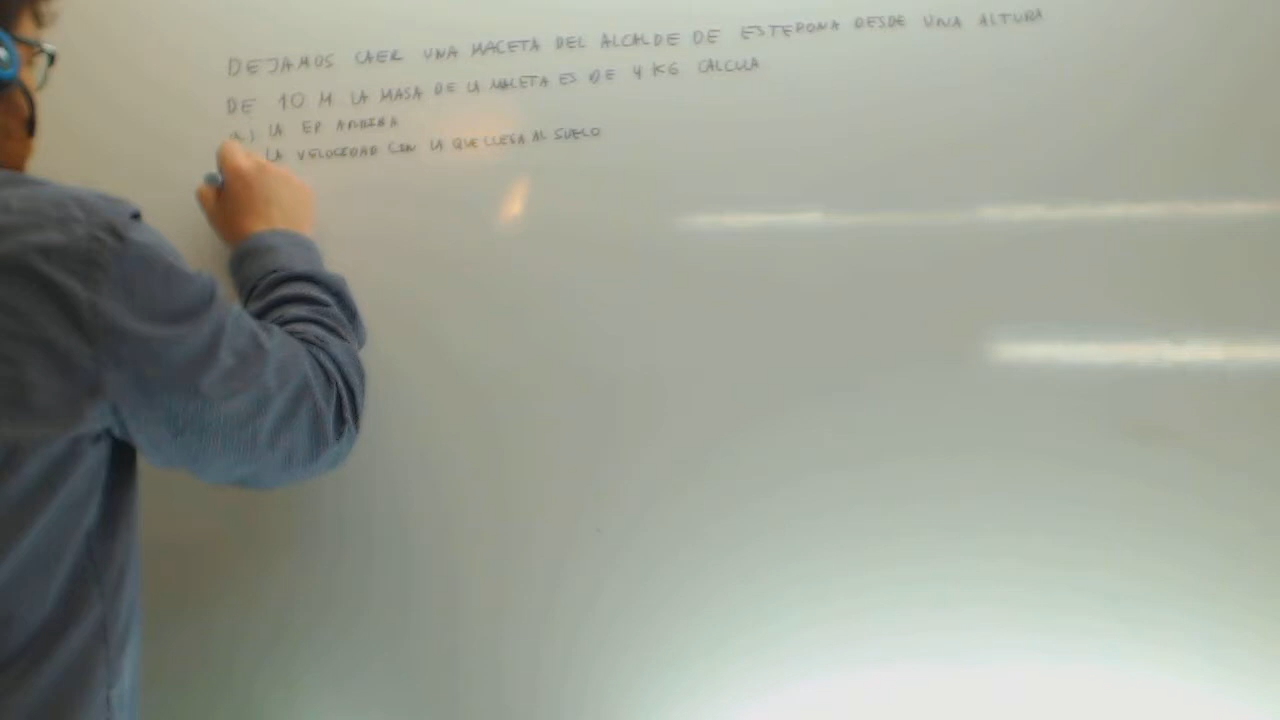 DEJAMOS CAER UNA MACETA DEL ALCALDE DE ESTEPONA DESDE UNA ALTURA
DE 10 M LA MASA DE LA MACETA ES DE 4 KG CALCULA
A) LA EP ARRIBA
LA VELOCIDAD CON LA QUE LLEGA AL SUELO